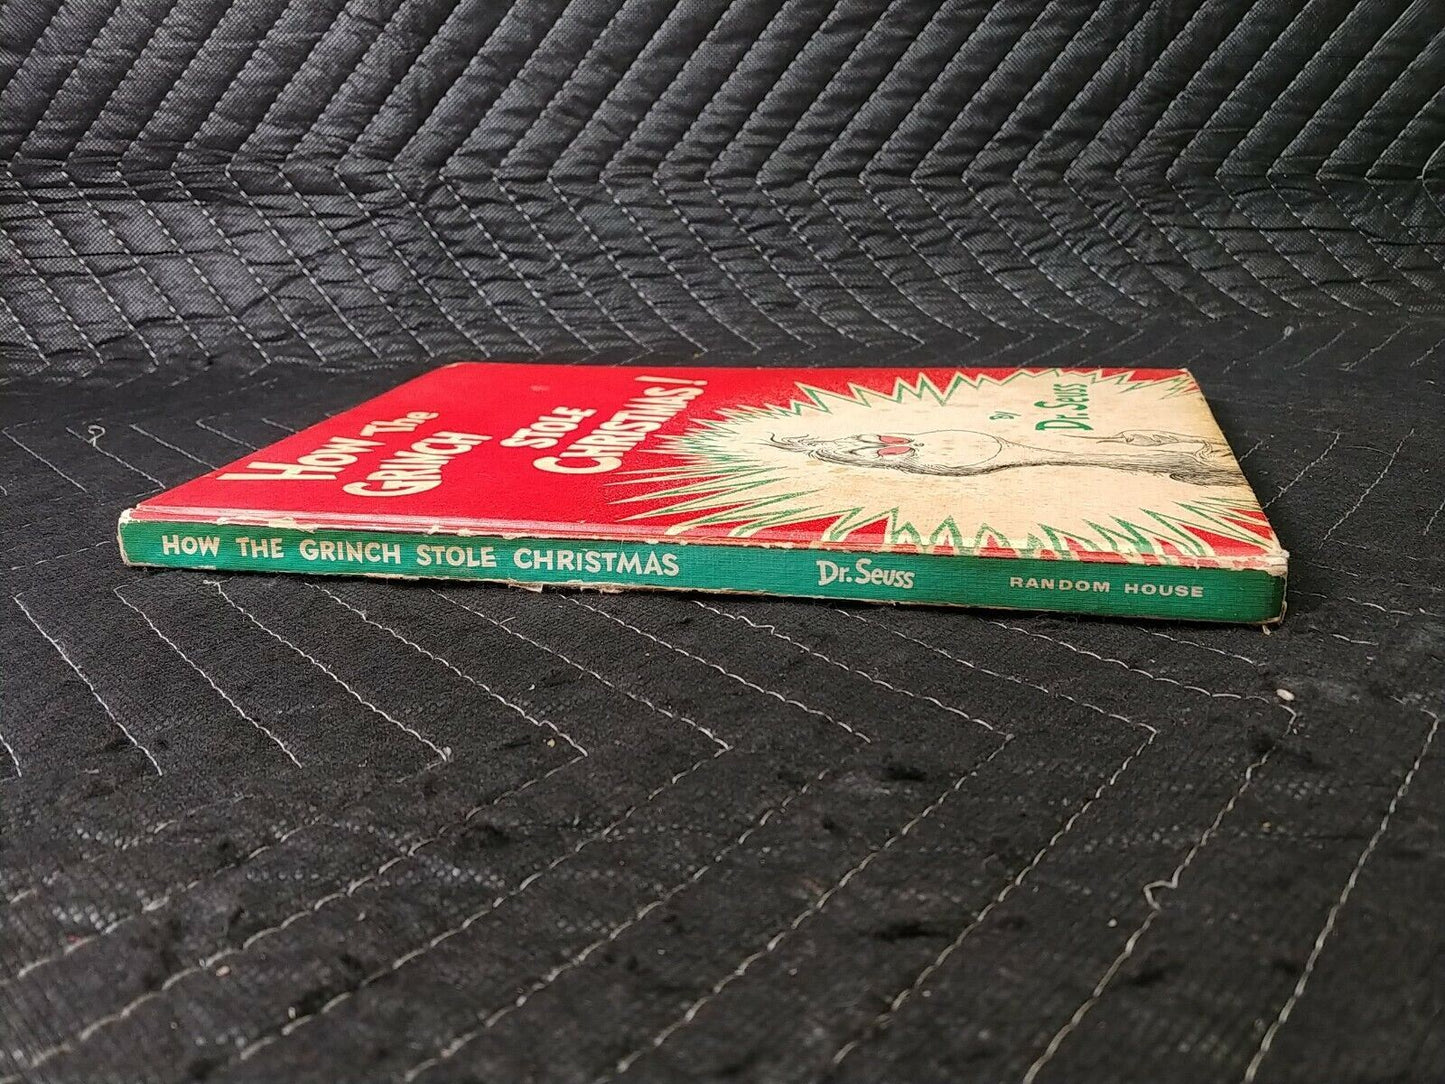 HOW THE
GRINCH
STOLE
CHRISTMAS!
by
Dr. Seuss
HOW THE GRINCH STOLE CHRISTMAS Dr. Seuss RANDOM HOUSE